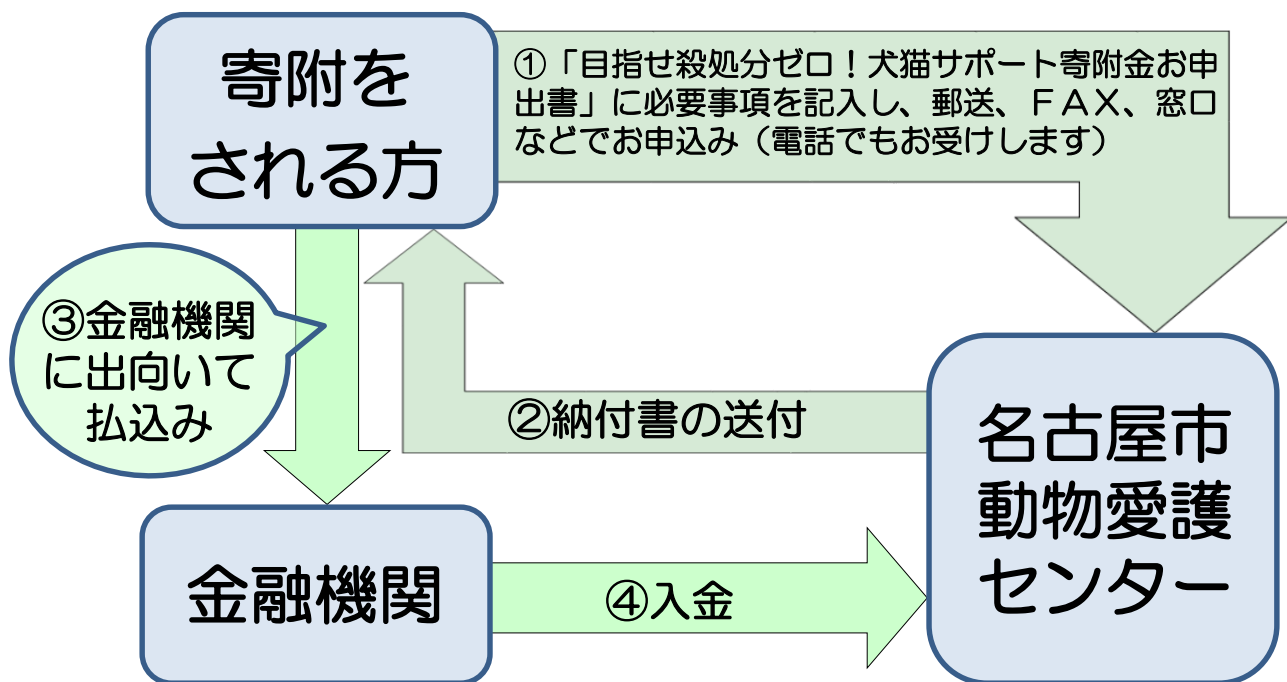 寄附を
される方
①「目指せ殺処分ゼロ！犬猫サポート寄附金お申
出書」に必要事項を記入し、郵送、ＦＡＸ、窓口
などでお申込み（電話でもお受けします）
③金融機関
に出向いて
払込み
②納付書の送付
名古屋市
動物愛護
センター
金融機関
④入金